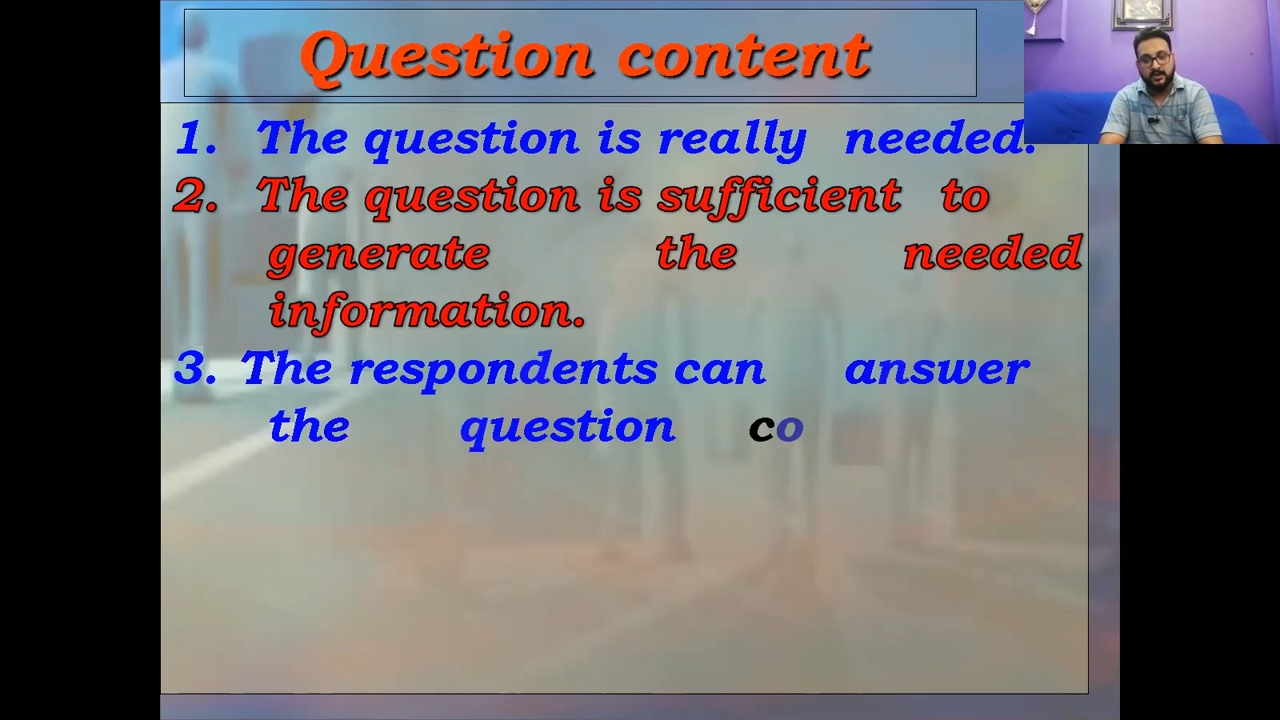 Question content
1. The question is really needed.
2. The question is sufficient to
generate the needed
information.
3. The respondents can answer
the question co